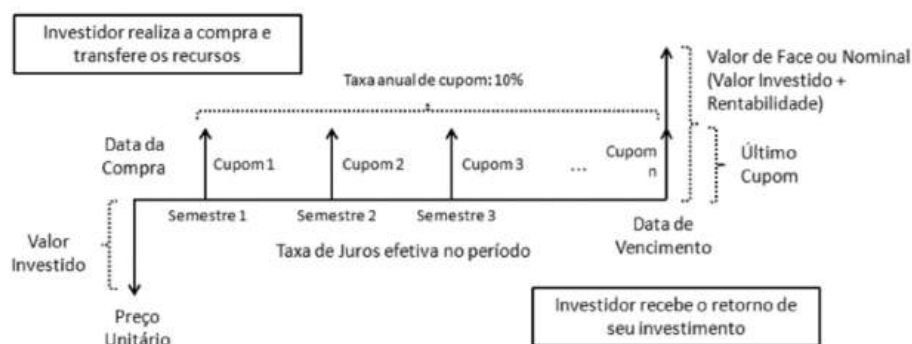 Investidor realiza a compra e
transfere os recursos
Valor de Face ou Nominal
(Valor Investido +
Rentabilidade)
Taxa anual de cupom: 10%
Data da
Compra
Cupom 1
Cupom 2
Cupom 3
...
Cupom
n
Último
Cupom
Semestre 1
Semestre 2
Semestre 3
Data de
Vencimento
Valor
Investido
Taxa de Juros efetiva no período
Preço
Unitário
Investidor recebe o retorno de
seu investimento